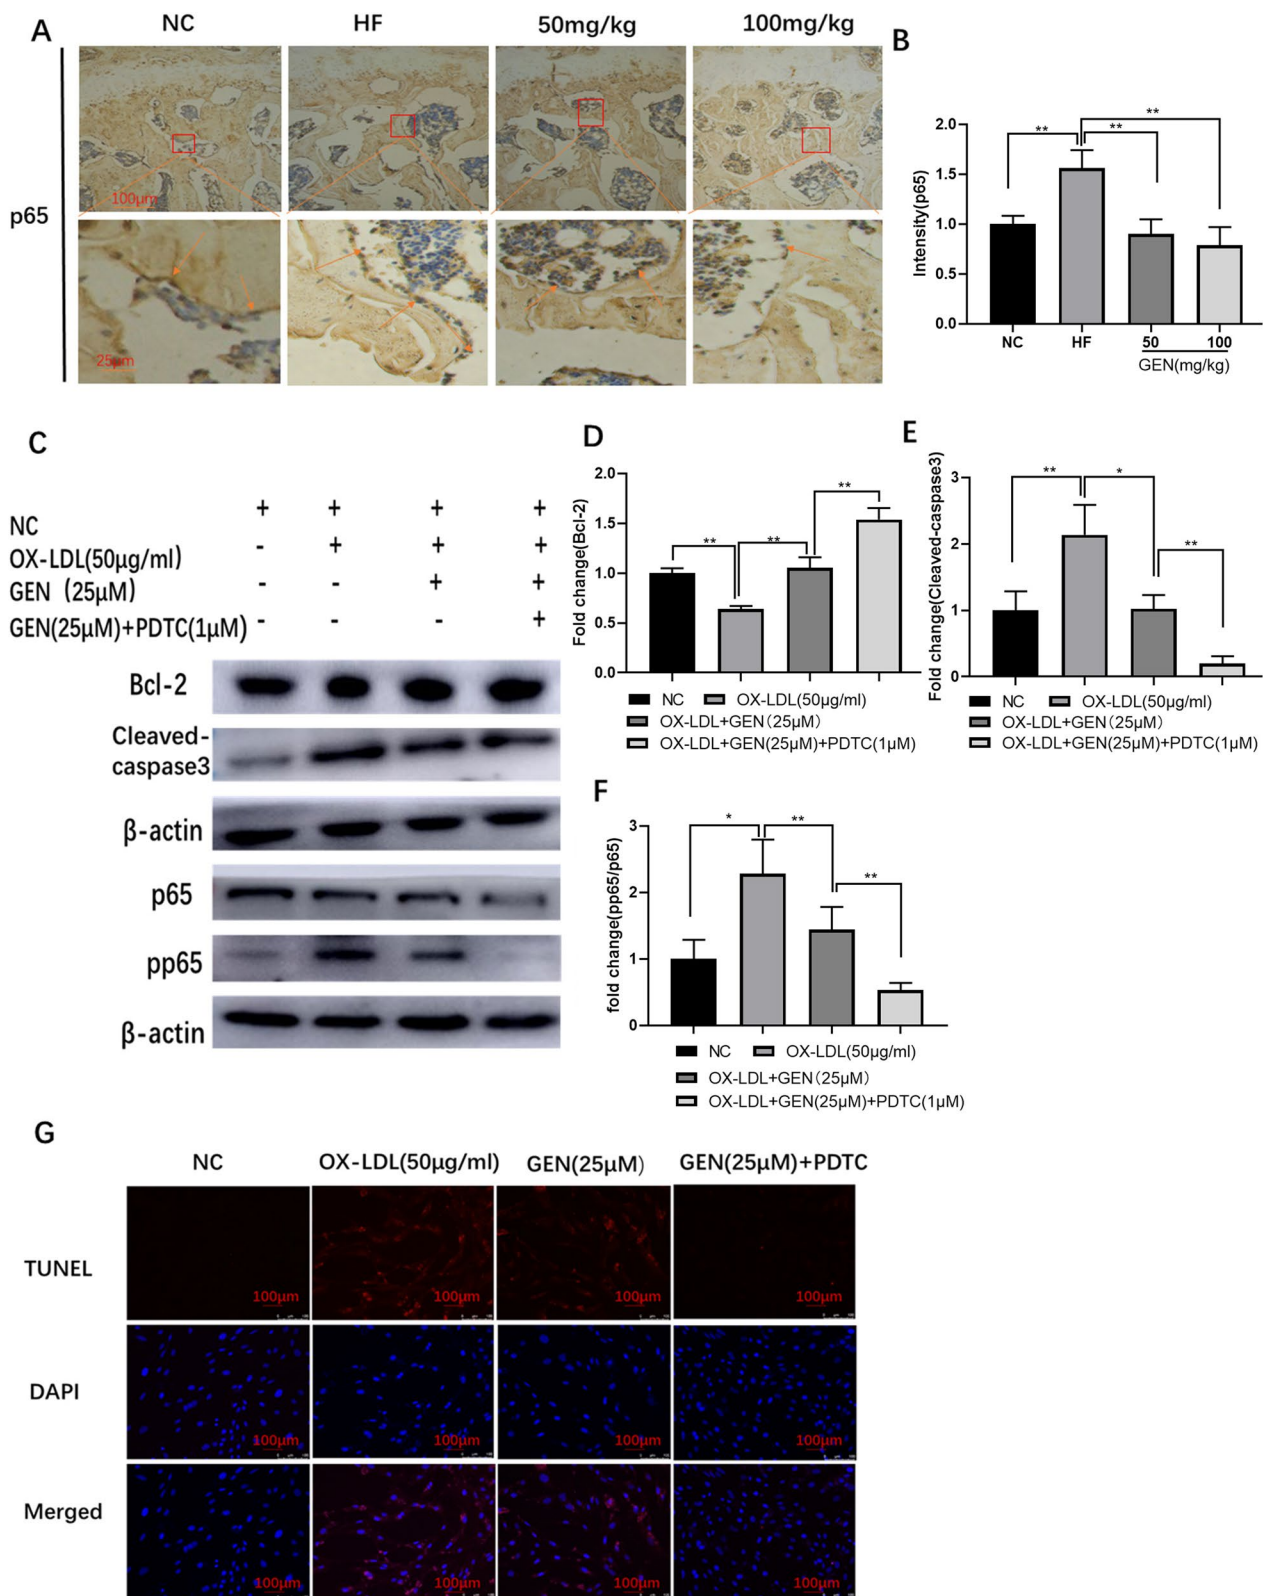 A
NC
HF
50mg/kg
100mg/kg
p65
100μm
25μm
B
Intensity(p65)
2.0
1.5
1.0
0.5
0.0
**
**
**
NC
HF
50
100
GEN(mg/kg)
C
NC
+ + + +
OX-LDL(50μg/ml)
- + + +
GEN (25μM)
- - + +
GEN(25μM)+PDTC(1μM)
- - - +
Bcl-2
Cleaved-
caspase3
β-actin
p65
pp65
β-actin
D
Fold change(Bcl-2)
2.0
1.5
1.0
0.5
0.0
**
**
**
NC
OX-LDL(50μg/ml)
OX-LDL+GEN(25μM)
OX-LDL+GEN(25μM)+PDTC(1μM)
E
Fold change(Cleaved-caspase3)
3
2
1
0
**
*
**
NC
OX-LDL(50μg/ml)
OX-LDL+GEN(25μM)
OX-LDL+GEN(25μM)+PDTC(1μM)
F
fold change(pp65/p65)
3
2
1
0
*
**
**
NC
OX-LDL(50μg/ml)
OX-LDL+GEN(25μM)
OX-LDL+GEN(25μM)+PDTC(1μM)
G
NC
OX-LDL(50μg/ml)
GEN(25μM)
GEN(25μM)+PDTC
TUNEL
100μm
100μm
100μm
100μm
DAPI
100μm
100μm
100μm
100μm
Merged
100μm
100μm
100μm
100μm